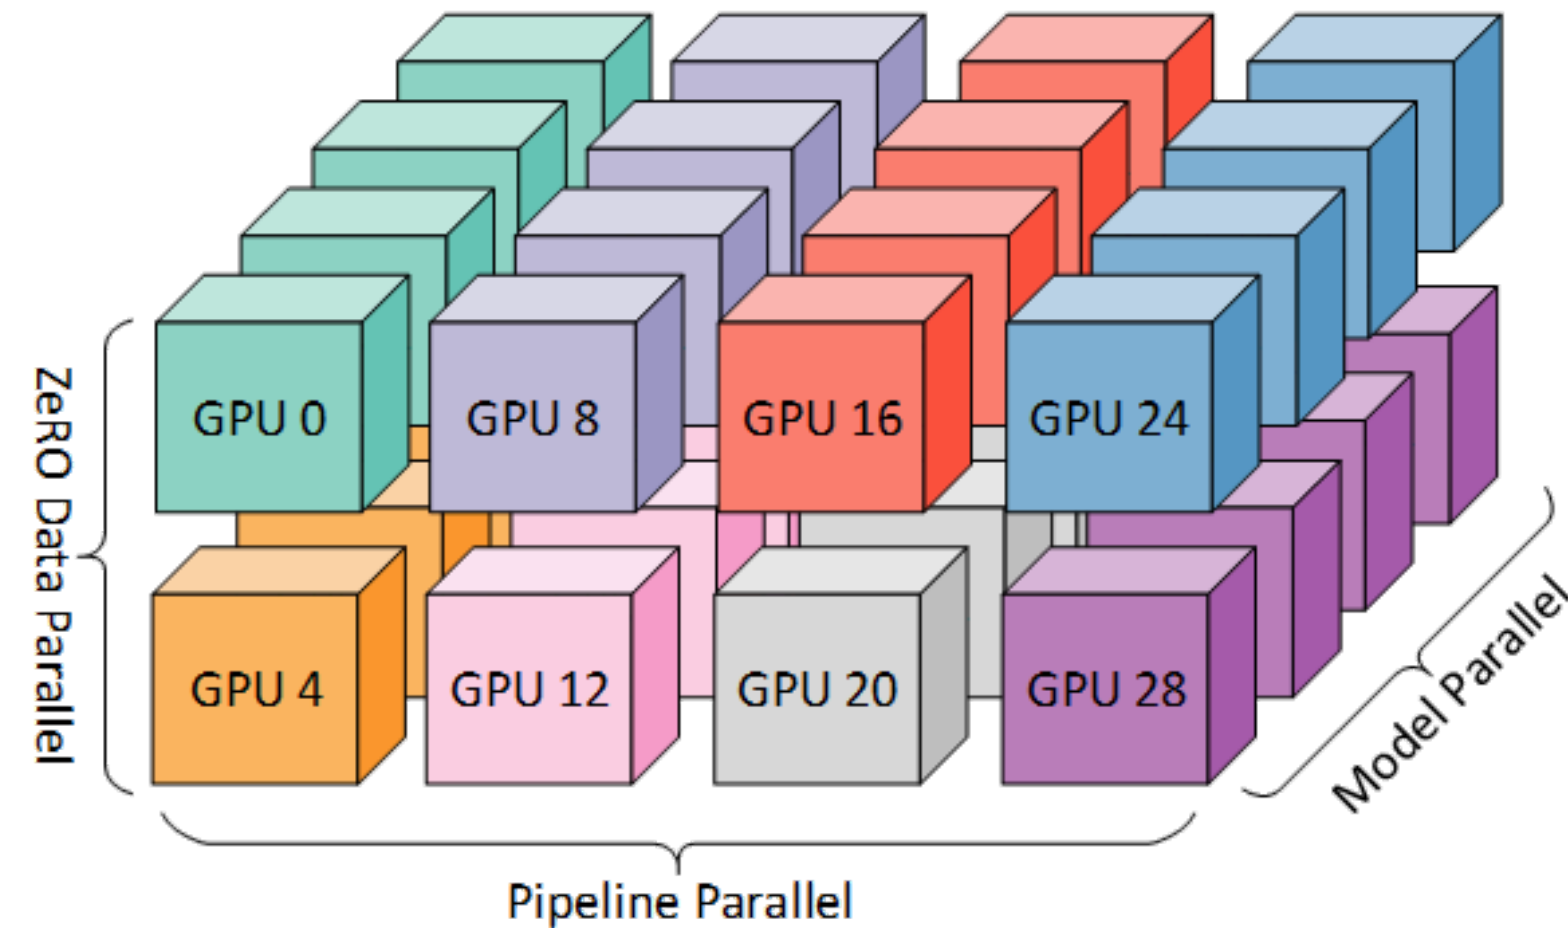 GPU 0
GPU 8
GPU 16
GPU 24
ZeRO Data Parallel
GPU 4
GPU 12
GPU 20
GPU 28
Model Parallel
Pipeline Parallel